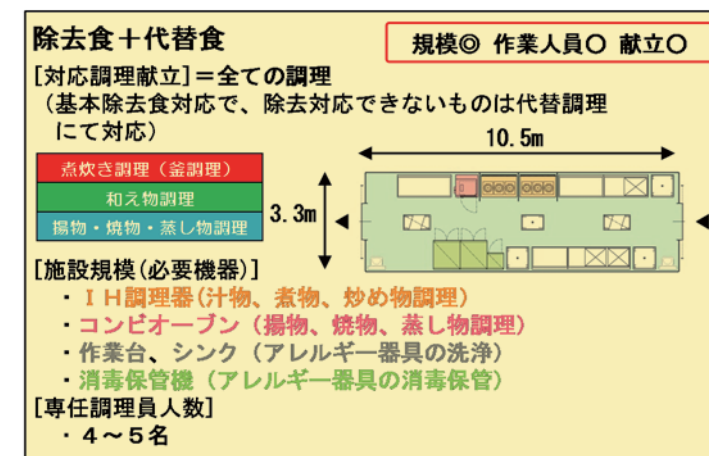 除去食+代替食
規模◎ 作業人員○ 献立○
[対応調理献立]=全ての調理
(基本除去食対応で、除去対応できないものは代替調理
にて対応)
煮炊き調理(釜調理)
和え物調理
揚物・焼物・蒸し物調理
10.5m
3.3m
[施設規模(必要機器)]
・IH調理器(汁物、煮物、炒め物調理)
・コンビオーブン(揚物、焼物、蒸し物調理)
・作業台、シンク(アレルギー器具の洗浄)
・消毒保管機(アレルギー器具の消毒保管)
[専任調理員人数]
・4~5名